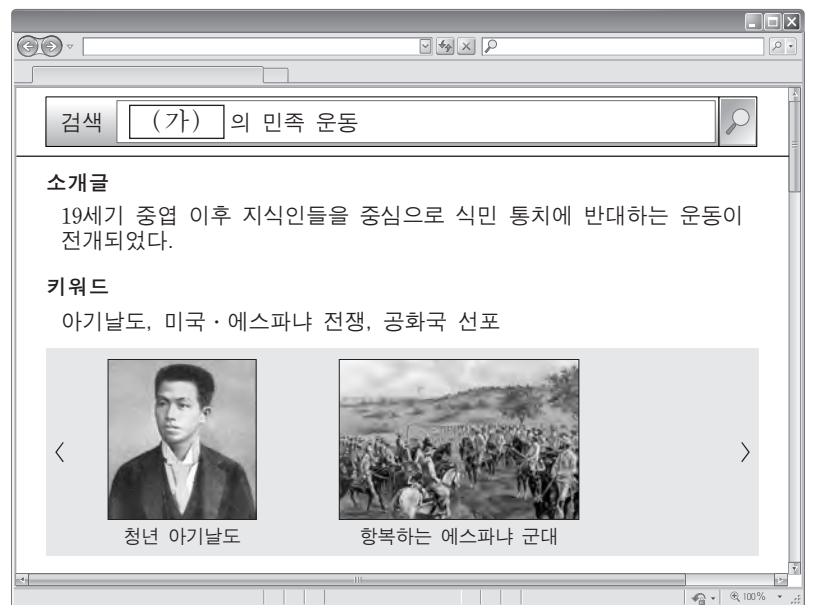 검색 (가) 의 민족 운동
소개글
19세기 중엽 이후 지식인들을 중심으로 식민 통치에 반대하는 운동이
전개되었다.
키워드
아기날도, 미국·에스파냐 전쟁, 공화국 선포
청년 아기날도
항복하는 에스파냐 군대
100%